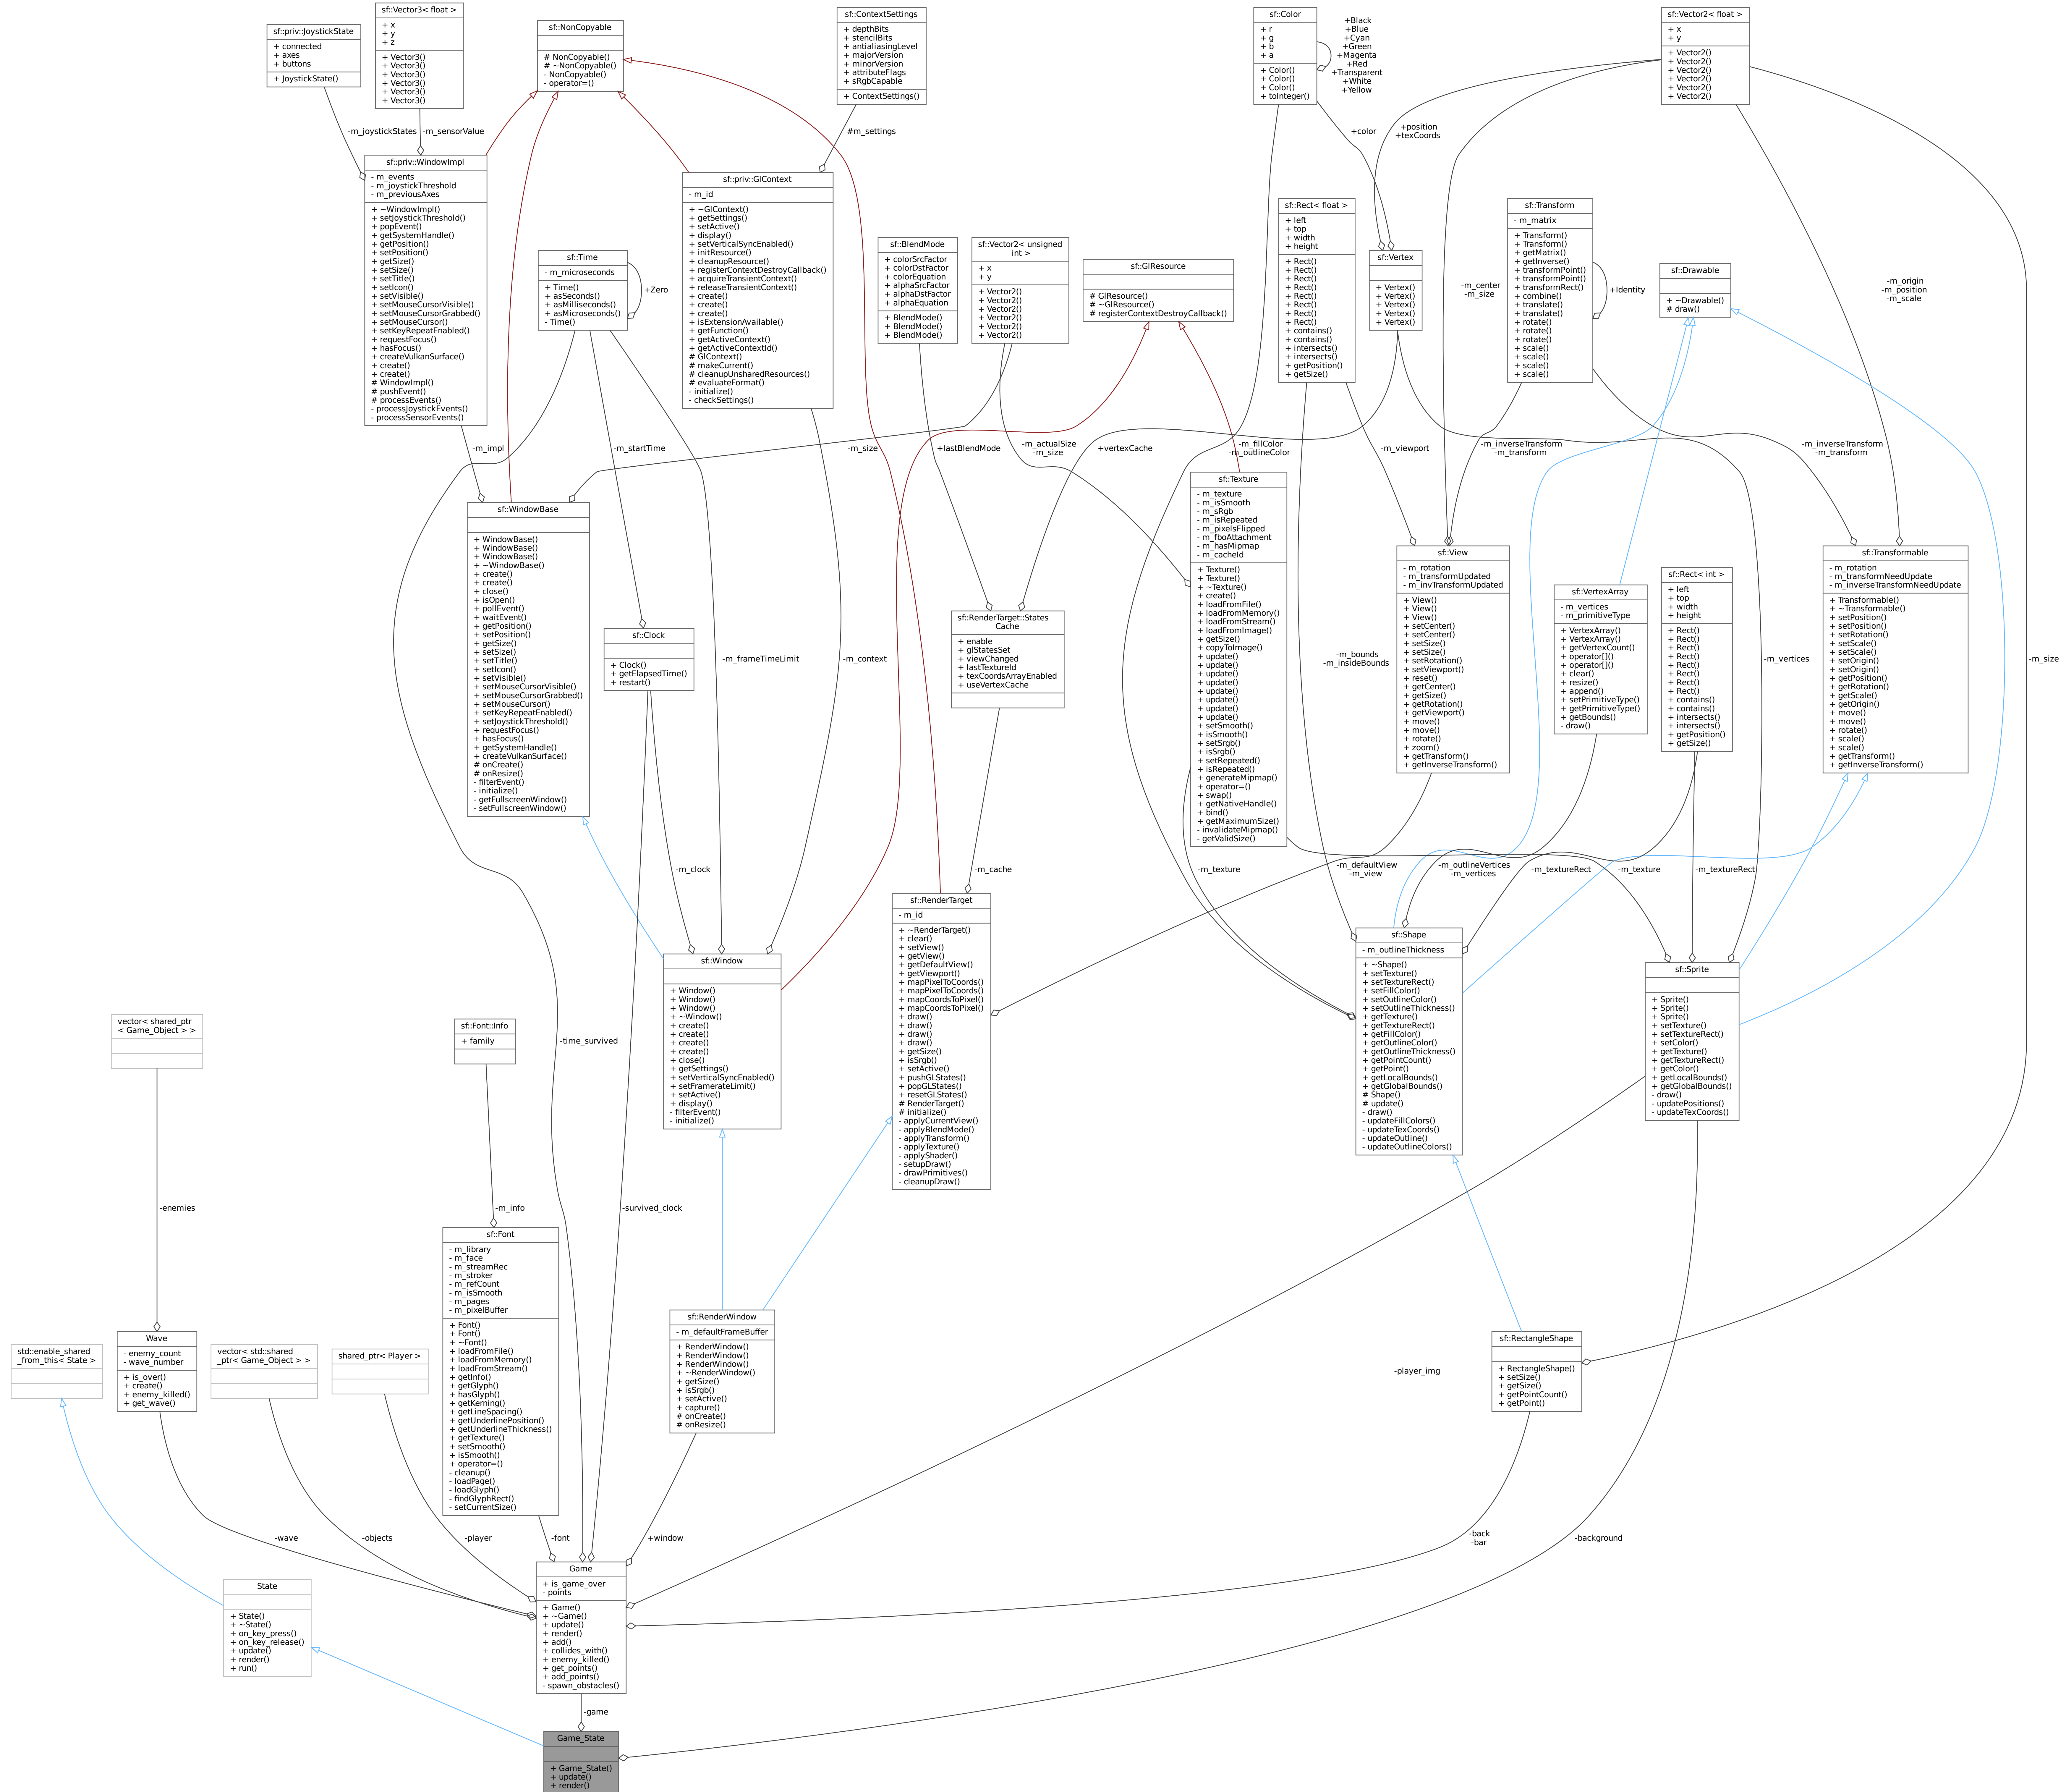 sf::priv::JoystickState
+ connected
+ axes
+ buttons
+ JoystickState()
sf::Vector3< float >
+ x
+ y
+ z
+ Vector3()
+ Vector3()
+ Vector3()
+ Vector3()
+ Vector3()
+ Vector3()
sf::NonCopyable
# NonCopyable()
# ~NonCopyable()
- NonCopyable()
- operator=()
sf::ContextSettings
+ depthBits
+ stencilBits
+ antialiasingLevel
+ majorVersion
+ minorVersion
+ attributeFlags
+ sRgbCapable
+ ContextSettings()
sf::Color
+ r
+ g
+ b
+ a
+ Color()
+ Color()
+ Color()
+ toInteger()
+Black
+Blue
+Cyan
+Green
+Magenta
+Red
+Transparent
+White
+Yellow
sf::Vector2< float >
+ x
+ y
+ Vector2()
+ Vector2()
+ Vector2()
+ Vector2()
+ Vector2()
+ Vector2()
-m_joystickStates
-m_sensorValue
#m_settings
+color
+position
+texCoords
sf::priv::WindowImpl
- m_events
- m_joystickThreshold
- m_previousAxes
+ ~WindowImpl()
+ setJoystickThreshold()
+ popEvent()
+ getSystemHandle()
+ getPosition()
+ setPosition()
+ getSize()
+ setSize()
+ setTitle()
+ setIcon()
+ setVisible()
+ setMouseCursorVisible()
+ setMouseCursorGrabbed()
+ setMouseCursor()
+ setKeyRepeatEnabled()
+ requestFocus()
+ hasFocus()
+ createVulkanSurface()
+ create()
+ create()
# WindowImpl()
# pushEvent()
# processEvents()
- processJoystickEvents()
- processSensorEvents()
sf::Time
- m_microseconds
+ Time()
+ asSeconds()
+ asMilliseconds()
+ asMicroseconds()
- Time()
+Zero
sf::priv::GlContext
- m_id
+ ~GlContext()
+ getSettings()
+ setActive()
+ display()
+ setVerticalSyncEnabled()
+ initResource()
+ cleanupResource()
+ registerContextDestroyCallback()
+ acquireTransientContext()
+ releaseTransientContext()
+ create()
+ create()
+ create()
+ isExtensionAvailable()
+ getFunction()
+ getActiveContext()
+ getActiveContextId()
# GlContext()
# makeCurrent()
# cleanupUnsharedResources()
# evaluateFormat()
- initialize()
- checkSettings()
sf::BlendMode
+ colorSrcFactor
+ colorDstFactor
+ colorEquation
+ alphaSrcFactor
+ alphaDstFactor
+ alphaEquation
+ BlendMode()
+ BlendMode()
+ BlendMode()
sf::Vector2< unsigned
int >
+ x
+ y
+ Vector2()
+ Vector2()
+ Vector2()
+ Vector2()
+ Vector2()
+ Vector2()
sf::GlResource
# GlResource()
# ~GlResource()
# registerContextDestroyCallback()
sf::Rect< float >
+ left
+ top
+ width
+ height
+ Rect()
+ Rect()
+ Rect()
+ Rect()
+ Rect()
+ Rect()
+ Rect()
+ Rect()
+ contains()
+ contains()
+ intersects()
+ intersects()
+ getPosition()
+ getSize()
sf::Vertex
+ Vertex()
+ Vertex()
+ Vertex()
+ Vertex()
+ Vertex()
-m_center
-m_size
sf::Transform
- m_matrix
+ Transform()
+ Transform()
+ getMatrix()
+ getInverse()
+ transformPoint()
+ transformPoint()
+ transformRect()
+ combine()
+ translate()
+ translate()
+ rotate()
+ rotate()
+ rotate()
+ scale()
+ scale()
+ scale()
+ scale()
+Identity
sf::Drawable
+ ~Drawable()
# draw()
-m_origin
-m_position
-m_scale
-m_impl
-m_startTime
-m_size
+lastBlendMode
-m_actualSize
-m_size
+vertexCache
-m_fillColor
-m_outlineColor
-m_viewport
-m_inverseTransform
-m_transform
-m_inverseTransform
-m_transform
sf::WindowBase
+ WindowBase()
+ WindowBase()
+ WindowBase()
+ ~WindowBase()
+ create()
+ create()
+ close()
+ isOpen()
+ pollEvent()
+ waitEvent()
+ getPosition()
+ setPosition()
+ getSize()
+ setSize()
+ setTitle()
+ setIcon()
+ setVisible()
+ setMouseCursorVisible()
+ setMouseCursorGrabbed()
+ setMouseCursor()
+ setKeyRepeatEnabled()
+ setJoystickThreshold()
+ requestFocus()
+ hasFocus()
+ getSystemHandle()
+ createVulkanSurface()
# onCreate()
# onResize()
- filterEvent()
- initialize()
- getFullscreenWindow()
- setFullscreenWindow()
sf::Clock
+ Clock()
+ getElapsedTime()
+ restart()
-m_frameTimeLimit
-m_context
sf::RenderTarget::States
Cache
+ enable
+ glStatesSet
+ viewChanged
+ lastTextureId
+ texCoordsArrayEnabled
+ useVertexCache
sf::Texture
- m_texture
- m_isSmooth
- m_sRgb
- m_isRepeated
- m_pixelsFlipped
- m_fboAttachment
- m_hasMipmap
- m_cacheId
+ Texture()
+ Texture()
+ ~Texture()
+ create()
+ loadFromFile()
+ loadFromMemory()
+ loadFromStream()
+ loadFromImage()
+ getSize()
+ copyToImage()
+ update()
+ update()
+ update()
+ update()
+ update()
+ update()
+ update()
+ update()
+ setSmooth()
+ isSmooth()
+ setSrgb()
+ isSrgb()
+ setRepeated()
+ isRepeated()
+ generateMipmap()
+ operator=()
+ swap()
+ getNativeHandle()
+ bind()
+ getMaximumSize()
- invalidateMipmap()
- getValidSize()
-m_bounds
-m_insideBounds
sf::View
- m_rotation
- m_transformUpdated
- m_invTransformUpdated
+ View()
+ View()
+ View()
+ setCenter()
+ setCenter()
+ setSize()
+ setSize()
+ setRotation()
+ setViewport()
+ reset()
+ getCenter()
+ getSize()
+ getRotation()
+ getViewport()
+ move()
+ move()
+ rotate()
+ zoom()
+ getTransform()
+ getInverseTransform()
sf::VertexArray
- m_vertices
- m_primitiveType
+ VertexArray()
+ VertexArray()
+ getVertexCount()
+ operator[]()
+ operator[]()
+ clear()
+ resize()
+ append()
+ setPrimitiveType()
+ getPrimitiveType()
+ getBounds()
- draw()
sf::Rect< int >
+ left
+ top
+ width
+ height
+ Rect()
+ Rect()
+ Rect()
+ Rect()
+ Rect()
+ Rect()
+ Rect()
+ Rect()
+ contains()
+ contains()
+ intersects()
+ intersects()
+ getPosition()
+ getSize()
-m_vertices
sf::Transformable
- m_rotation
- m_transformNeedUpdate
- m_inverseTransformNeedUpdate
+ Transformable()
+ ~Transformable()
+ setPosition()
+ setPosition()
+ setRotation()
+ setScale()
+ setScale()
+ setOrigin()
+ setOrigin()
+ getPosition()
+ getRotation()
+ getScale()
+ getOrigin()
+ move()
+ move()
+ rotate()
+ scale()
+ scale()
+ getTransform()
+ getInverseTransform()
-m_size
-m_clock
-m_cache
-m_texture
-m_defaultView
-m_view
-m_outlineVertices
-m_vertices
-m_textureRect
-m_texture
-m_textureRect
sf::Window
+ Window()
+ Window()
+ Window()
+ ~Window()
+ create()
+ create()
+ create()
+ create()
+ close()
+ getSettings()
+ setVerticalSyncEnabled()
+ setFramerateLimit()
+ setActive()
+ display()
- filterEvent()
- initialize()
sf::RenderTarget
- m_id
+ ~RenderTarget()
+ clear()
+ setView()
+ getView()
+ getDefaultView()
+ getViewport()
+ mapPixelToCoords()
+ mapPixelToCoords()
+ mapCoordsToPixel()
+ mapCoordsToPixel()
+ draw()
+ draw()
+ draw()
+ draw()
+ getSize()
+ isSrgb()
+ setActive()
+ pushGLStates()
+ popGLStates()
+ resetGLStates()
# RenderTarget()
# initialize()
- applyCurrentView()
- applyBlendMode()
- applyTransform()
- applyTexture()
- applyShader()
- setupDraw()
- drawPrimitives()
- cleanupDraw()
sf::Shape
- m_outlineThickness
+ ~Shape()
+ setTexture()
+ setTextureRect()
+ setFillColor()
+ setOutlineColor()
+ setOutlineThickness()
+ getTexture()
+ getTextureRect()
+ getFillColor()
+ getOutlineColor()
+ getOutlineThickness()
+ getPointCount()
+ getPoint()
+ getLocalBounds()
+ getGlobalBounds()
# Shape()
# update()
- draw()
- updateFillColors()
- updateTexCoords()
- updateOutline()
- updateOutlineColors()
sf::Sprite
+ Sprite()
+ Sprite()
+ Sprite()
+ setTexture()
+ setTextureRect()
+ setColor()
+ getTexture()
+ getTextureRect()
+ getColor()
+ getLocalBounds()
+ getGlobalBounds()
- draw()
- updatePositions()
- updateTexCoords()
vector< shared_ptr
< Game_Object > >
sf::Font::Info
+ family
-time_survived
-enemies
-m_info
-survived_clock
sf::Font
- m_library
- m_face
- m_streamRec
- m_stroker
- m_refCount
- m_isSmooth
- m_pages
- m_pixelBuffer
+ Font()
+ Font()
+ ~Font()
+ loadFromFile()
+ loadFromMemory()
+ loadFromStream()
+ getInfo()
+ getGlyph()
+ hasGlyph()
+ getKerning()
+ getLineSpacing()
+ getUnderlinePosition()
+ getUnderlineThickness()
+ getTexture()
+ setSmooth()
+ isSmooth()
+ operator=()
- cleanup()
- loadPage()
- loadGlyph()
- findGlyphRect()
- setCurrentSize()
std::enable_shared
_from_this< State >
Wave
- enemy_count
- wave_number
+ is_over()
+ create()
+ enemy_killed()
+ get_wave()
vector< std::shared
_ptr< Game_Object > >
shared_ptr< Player >
sf::RenderWindow
- m_defaultFrameBuffer
+ RenderWindow()
+ RenderWindow()
+ RenderWindow()
+ ~RenderWindow()
+ getSize()
+ isSrgb()
+ setActive()
+ capture()
# onCreate()
# onResize()
-player_img
sf::RectangleShape
+ RectangleShape()
+ setSize()
+ getSize()
+ getPointCount()
+ getPoint()
-wave
-objects
-player
-font
+window
-back
-bar
-background
State
+ State()
+ ~State()
+ on_key_press()
+ on_key_release()
+ update()
+ render()
+ run()
Game
+ is_game_over
- points
+ Game()
+ ~Game()
+ update()
+ render()
+ add()
+ collides_with()
+ enemy_killed()
+ get_points()
+ add_points()
- spawn_obstacles()
-game
Game_State
+ Game_State()
+ update()
+ render()